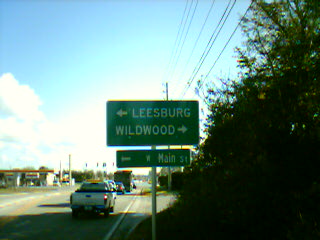 ← LEESBURG
WILDWOOD →
← W Main St